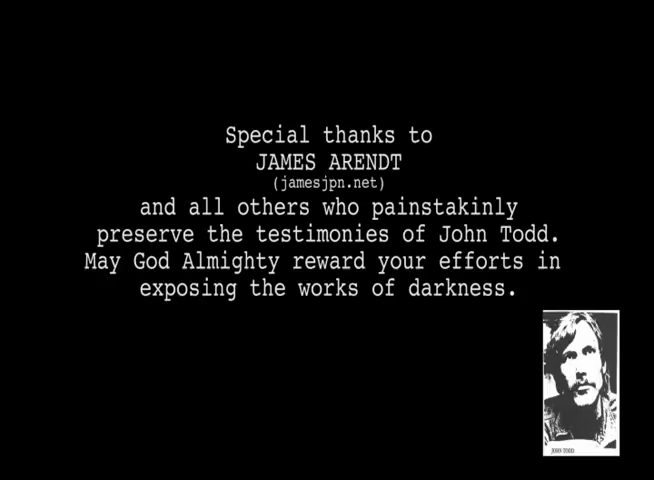 Special thanks to
JAMES ARENDT
(jamesjpn.net)
and all others who painstakinly
preserve the testimonies of John Todd.
May God Almighty reward your efforts in
exposing the works of darkness.
JOHN TODD